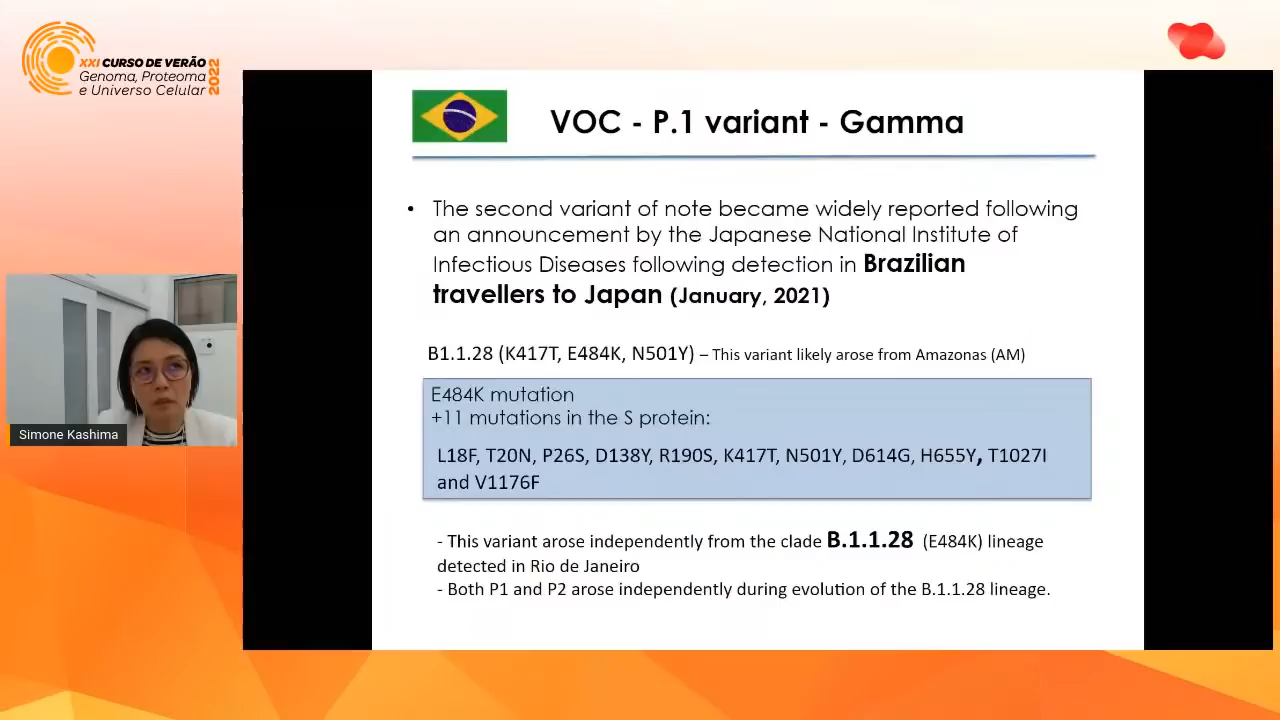 XXI CURSO DE VERÃO
Genoma, Proteoma
e Universo Celular
2022
VOC - P.1 variant - Gamma
• The second variant of note became widely reported following
an announcement by the Japanese National Institute of
Infectious Diseases following detection in Brazilian
travellers to Japan (January, 2021)
B1.1.28 (K417T, E484K, N501Y) – This variant likely arose from Amazonas (AM)
E484K mutation
+11 mutations in the S protein:
L18F, T20N, P26S, D138Y, R190S, K417T, N501Y, D614G, H655Y, T1027I
and V1176F
- This variant arose independently from the clade B.1.1.28 (E484K) lineage
detected in Rio de Janeiro
- Both P1 and P2 arose independently during evolution of the B.1.1.28 lineage.
Simone Kashima